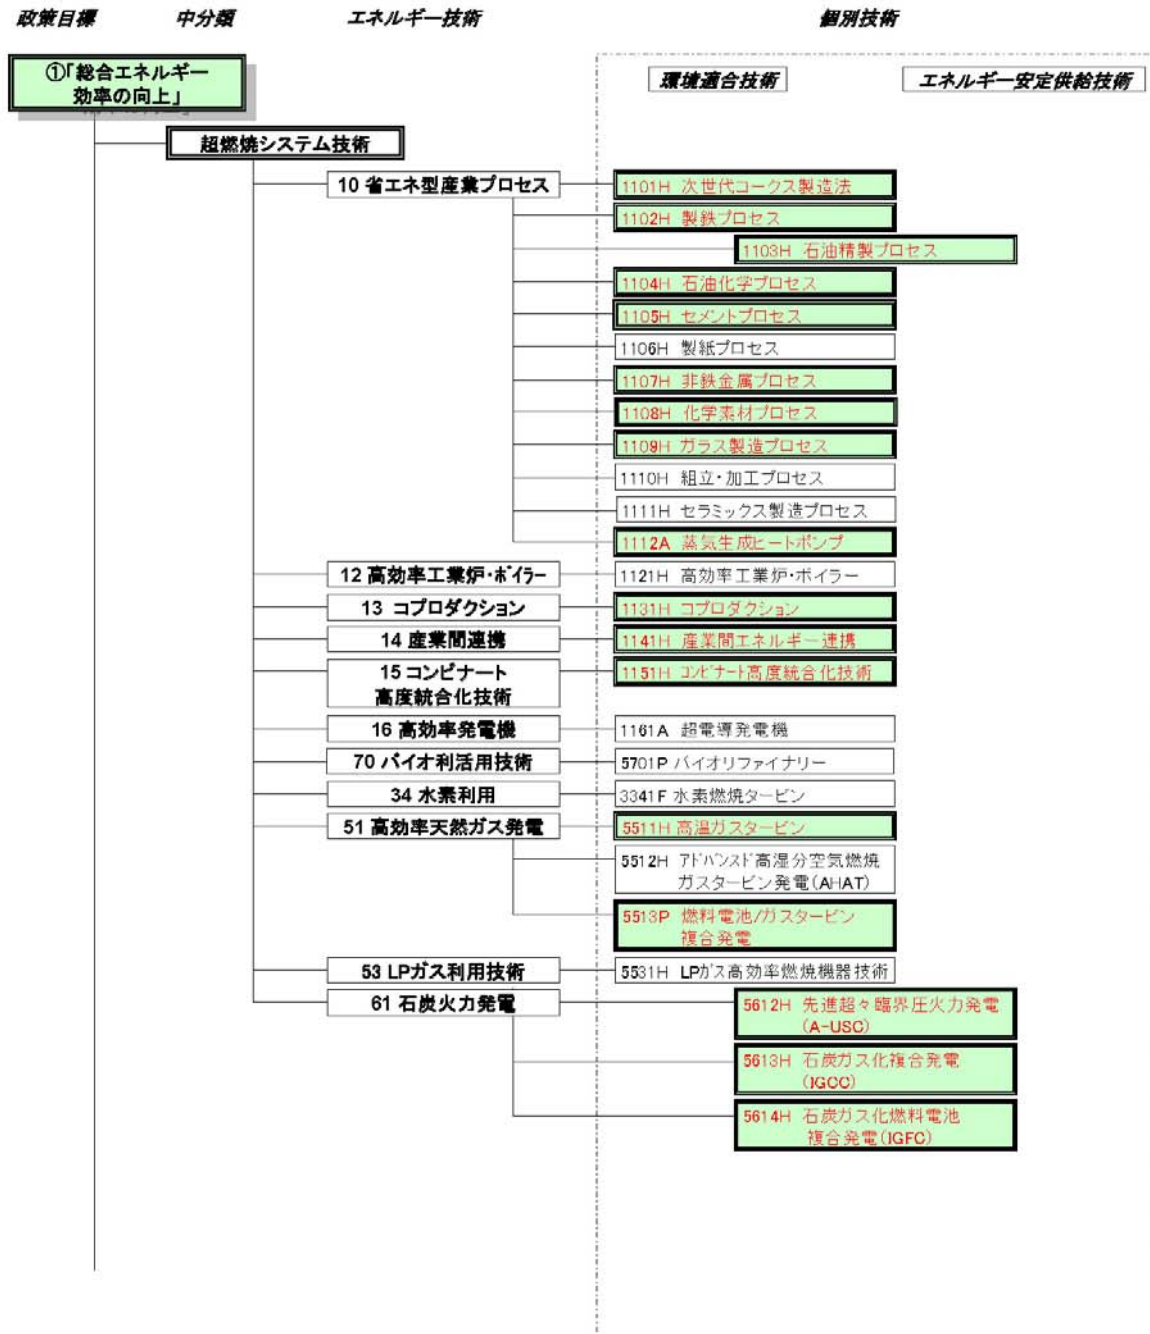 政策目標 中分類 エネルギー技術 個別技術
①「総合エネルギー
効率の向上」
環境適合技術 エネルギー安定供給技術
超燃焼システム技術
10 省エネ型産業プロセス 1101H 次世代コークス製造法
1102H 製鉄プロセス
1103H 石油精製プロセス
1104H 石油化学プロセス
1105H セメントプロセス
1106H 製紙プロセス
1107H 非鉄金属プロセス
1108H 化学素材プロセス
1109H ガラス製造プロセス
1110H 組立・加工プロセス
1111H セラミックス製造プロセス
1112A 蒸気生成ヒートポンプ
12 高効率工業炉・ボイラー 1121H 高効率工業炉・ボイラー
13 コプロダクション 1131H コプロダクション
14 産業間連携 1141H 産業間エネルギー連携
15 コンビナート
高度統合化技術
1151H コンビナート高度統合化技術
16 高効率発電機 1161A 超電導発電機
70 バイオ利活用技術 5701P バイオリファイナリー
34 水素利用 3341F 水素燃焼タービン
51 高効率天然ガス発電 5511H 高温ガスタービン
5512H アドバンスド高湿分空気燃焼
ガスタービン発電(AHAT)
5513P 燃料電池/ガスタービン
複合発電
53 LPガス利用技術 5531H LPガス高効率燃焼機器技術
61 石炭火力発電
5612H 先進超々臨界圧火力発電
(A-USC)
5613H 石炭ガス化複合発電
(IGCC)
5614H 石炭ガス化燃料電池
複合発電(IGFC)